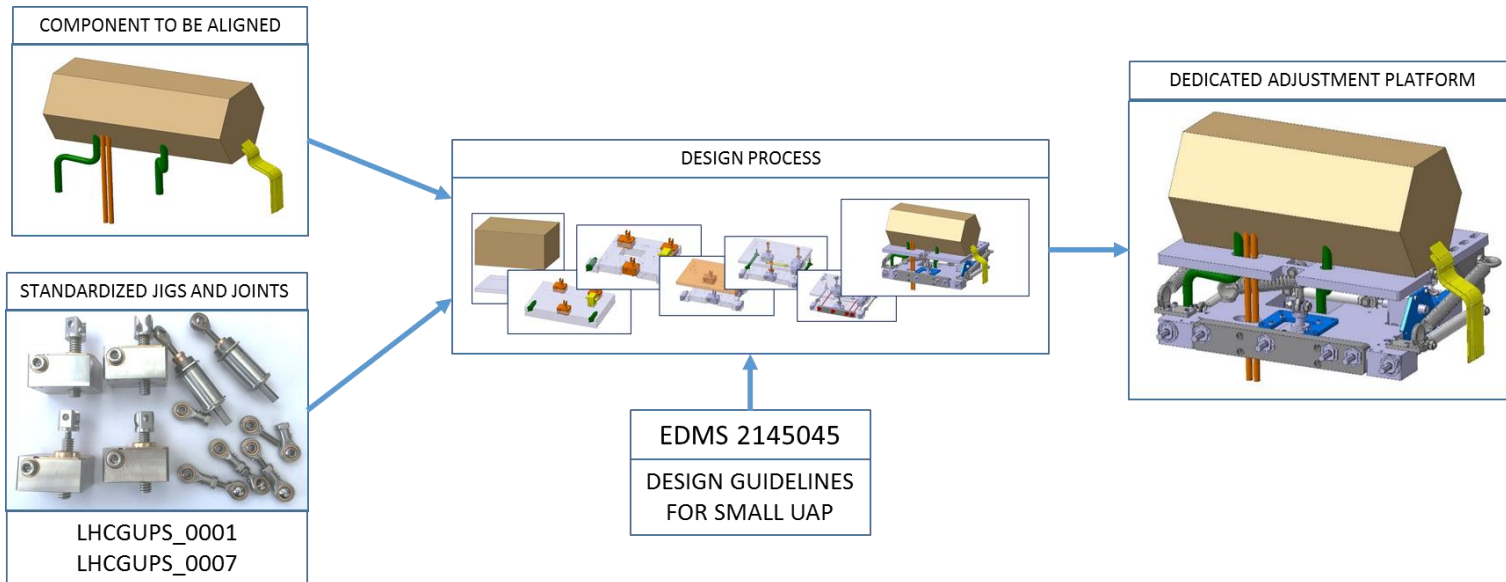 COMPONENT TO BE ALIGNED
STANDARDIZED JIGS AND JOINTS
LHCGUPS_0001
LHCGUPS_0007
DESIGN PROCESS
EDMS 2145045
DESIGN GUIDELINES
FOR SMALL UAP
DEDICATED ADJUSTMENT PLATFORM